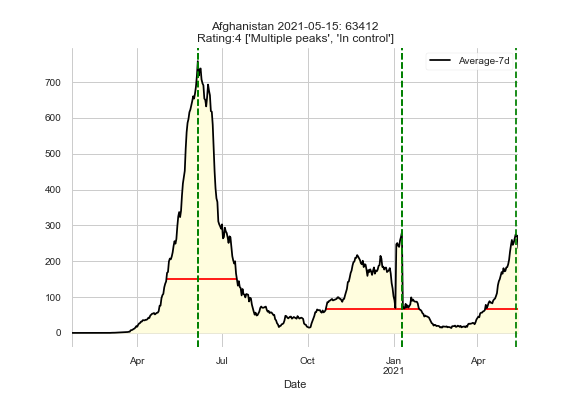 Afghanistan 2021-05-15: 63412
Rating:4 ['Multiple peaks', 'In control']
Average-7d
700
600
500
400
300
200
100
0
Apr Jul Oct Jan Apr
2021
Date